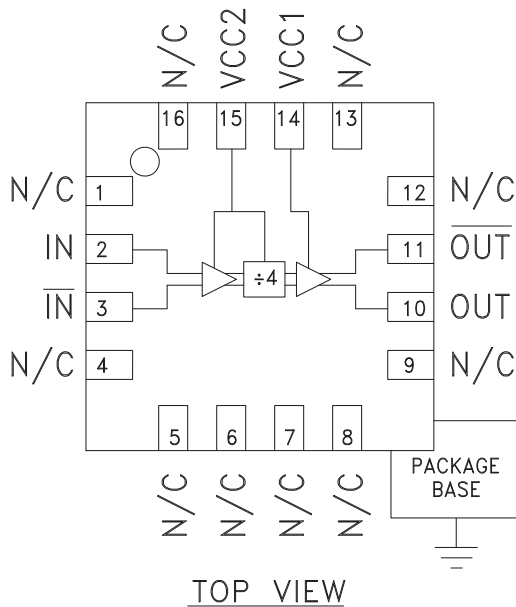 N/C
VCC2
VCC1
N/C
16
15
14
13
N/C 1
12 N/C
IN 2
11 OUT
IN 3
10 OUT
÷4
N/C 4
9 N/C
5
6
7
8
N/C
N/C
N/C
N/C
PACKAGE
BASE
TOP VIEW